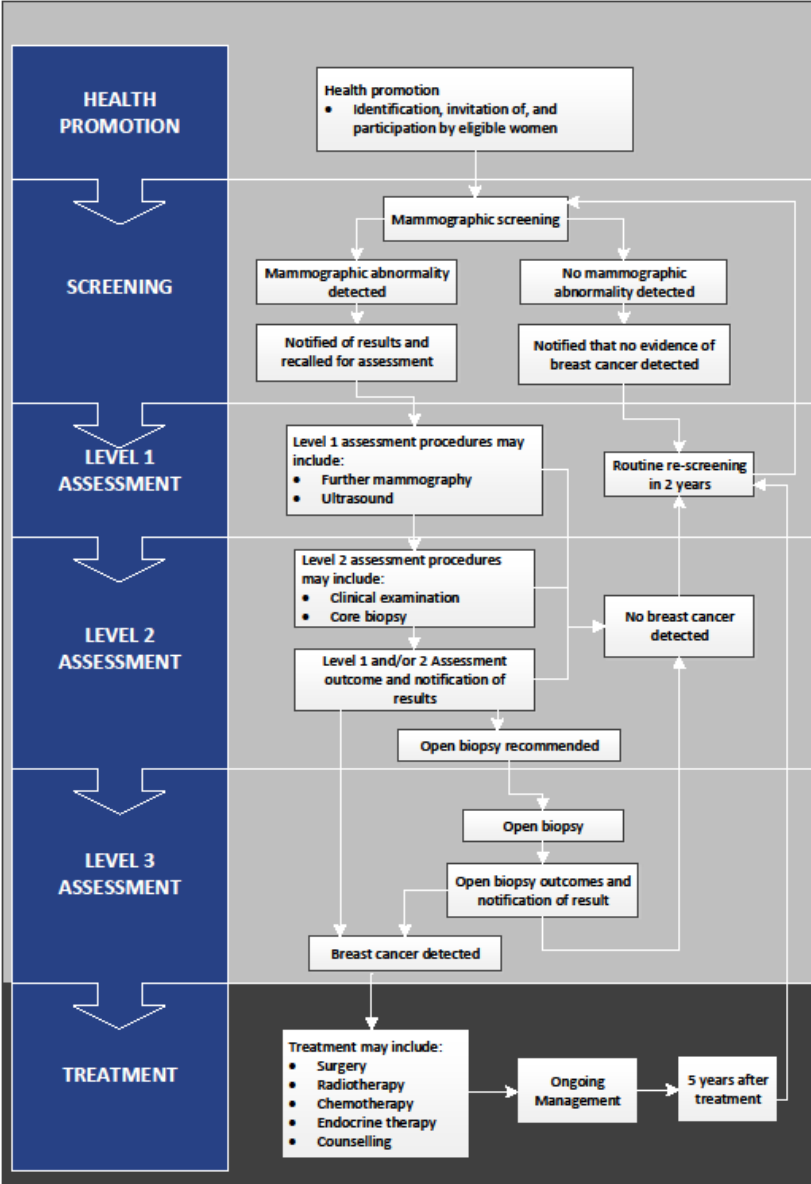 HEALTH
PROMOTION
Health promotion
• Identification, invitation of, and
participation by eligible women
SCREENING
Mammographic screening
Mammographic abnormality
detected
No mammographic
abnormality detected
Notified of results and
recalled for assessment
Notified that no evidence of
breast cancer detected
LEVEL 1
ASSESSMENT
Level 1 assessment procedures may
include:
• Further mammography
• Ultrasound
Routine re-screening
in 2 years
LEVEL 2
ASSESSMENT
Level 2 assessment procedures
may include:
• Clinical examination
• Core biopsy
No breast cancer
detected
Level 1 and/or 2 Assessment
outcome and notification of
results
Open biopsy recommended
LEVEL 3
ASSESSMENT
Open biopsy
Open biopsy outcomes and
notification of result
Breast cancer detected
TREATMENT
Treatment may include:
• Surgery
• Radiotherapy
• Chemotherapy
• Endocrine therapy
• Counselling
Ongoing
Management
5 years after
treatment